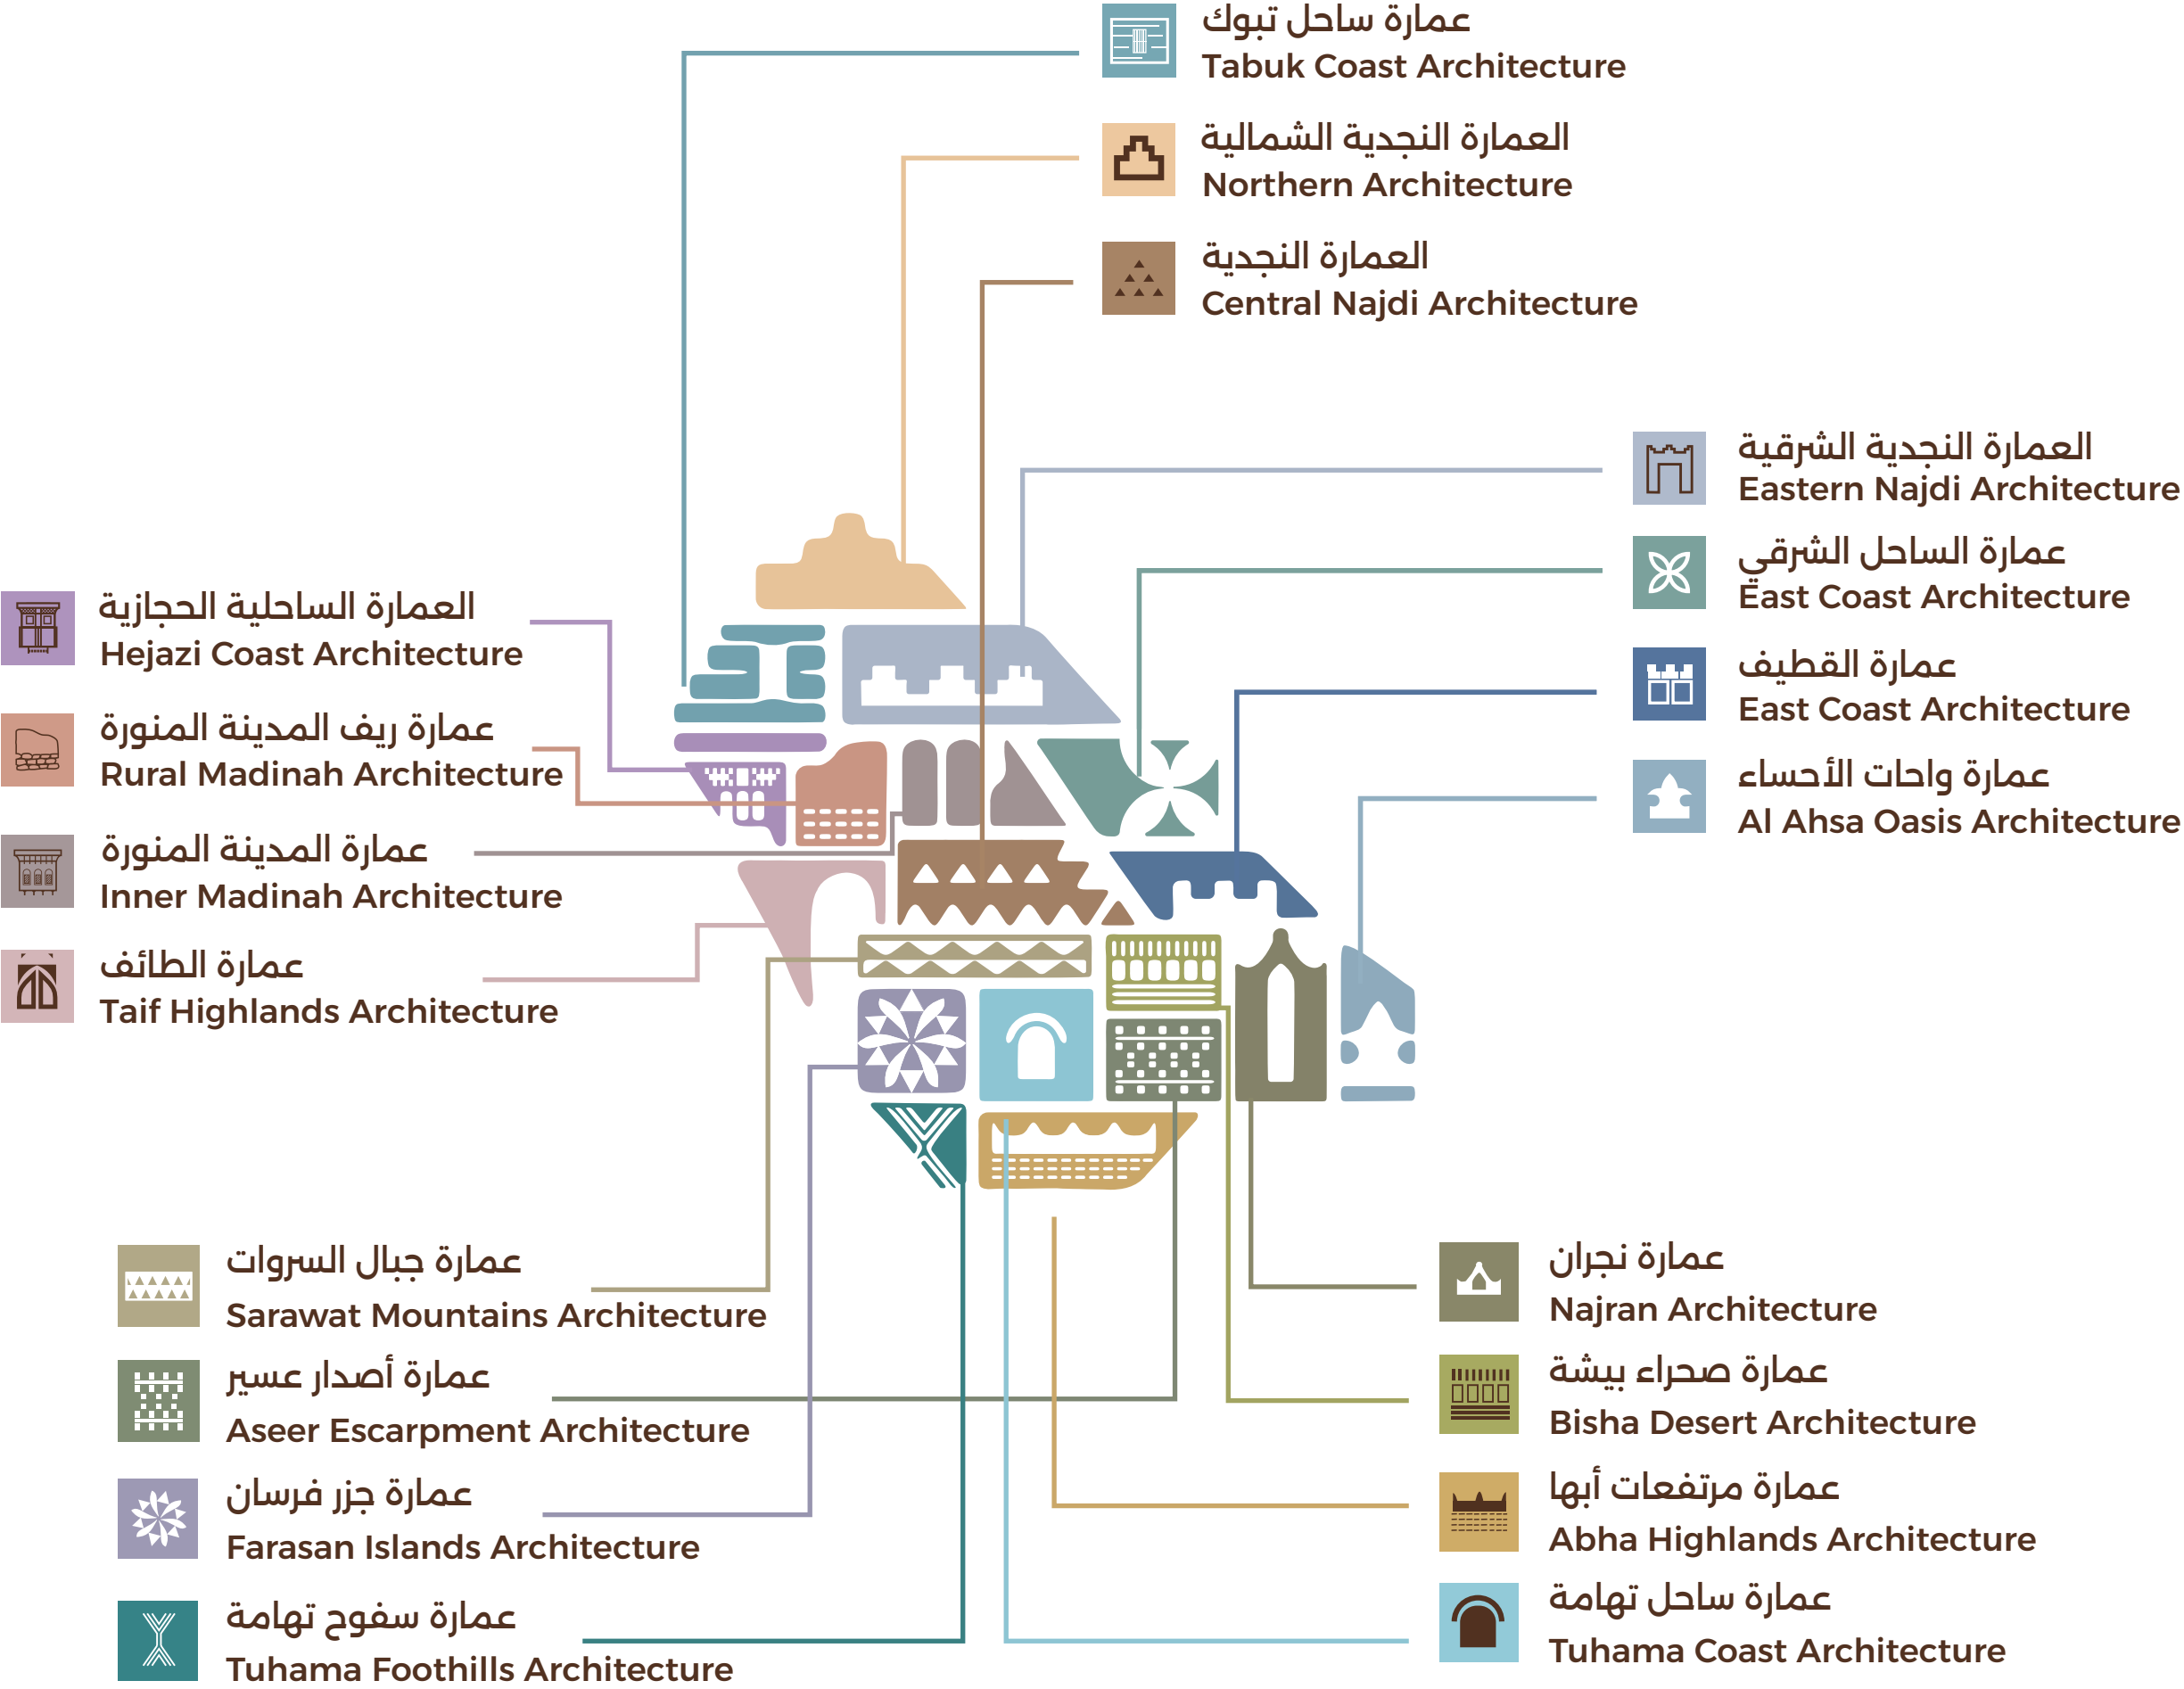 عمارة ساحل تبوك
Tabuk Coast Architecture
العمارة النجدية الشمالية
Northern Architecture
العمارة النجدية
Central Najdi Architecture
العمارة النجدية الشرقية
Eastern Najdi Architecture
عمارة الساحل الشرقي
East Coast Architecture
عمارة القطيف
East Coast Architecture
عمارة واحات الأحساء
Al Ahsa Oasis Architecture
العمارة الساحلية الحجازية
Hejazi Coast Architecture
عمارة ريف المدينة المنورة
Rural Madinah Architecture
عمارة المدينة المنورة
Inner Madinah Architecture
عمارة الطائف
Taif Highlands Architecture
عمارة جبال السروات
Sarawat Mountains Architecture
عمارة أصدار عسير
Aseer Escarpment Architecture
عمارة جزر فرسان
Farasan Islands Architecture
عمارة سفوح تهامة
Tuhama Foothills Architecture
عمارة نجران
Najran Architecture
عمارة صحراء بيشة
Bisha Desert Architecture
عمارة مرتفعات أبها
Abha Highlands Architecture
عمارة ساحل تهامة
Tuhama Coast Architecture